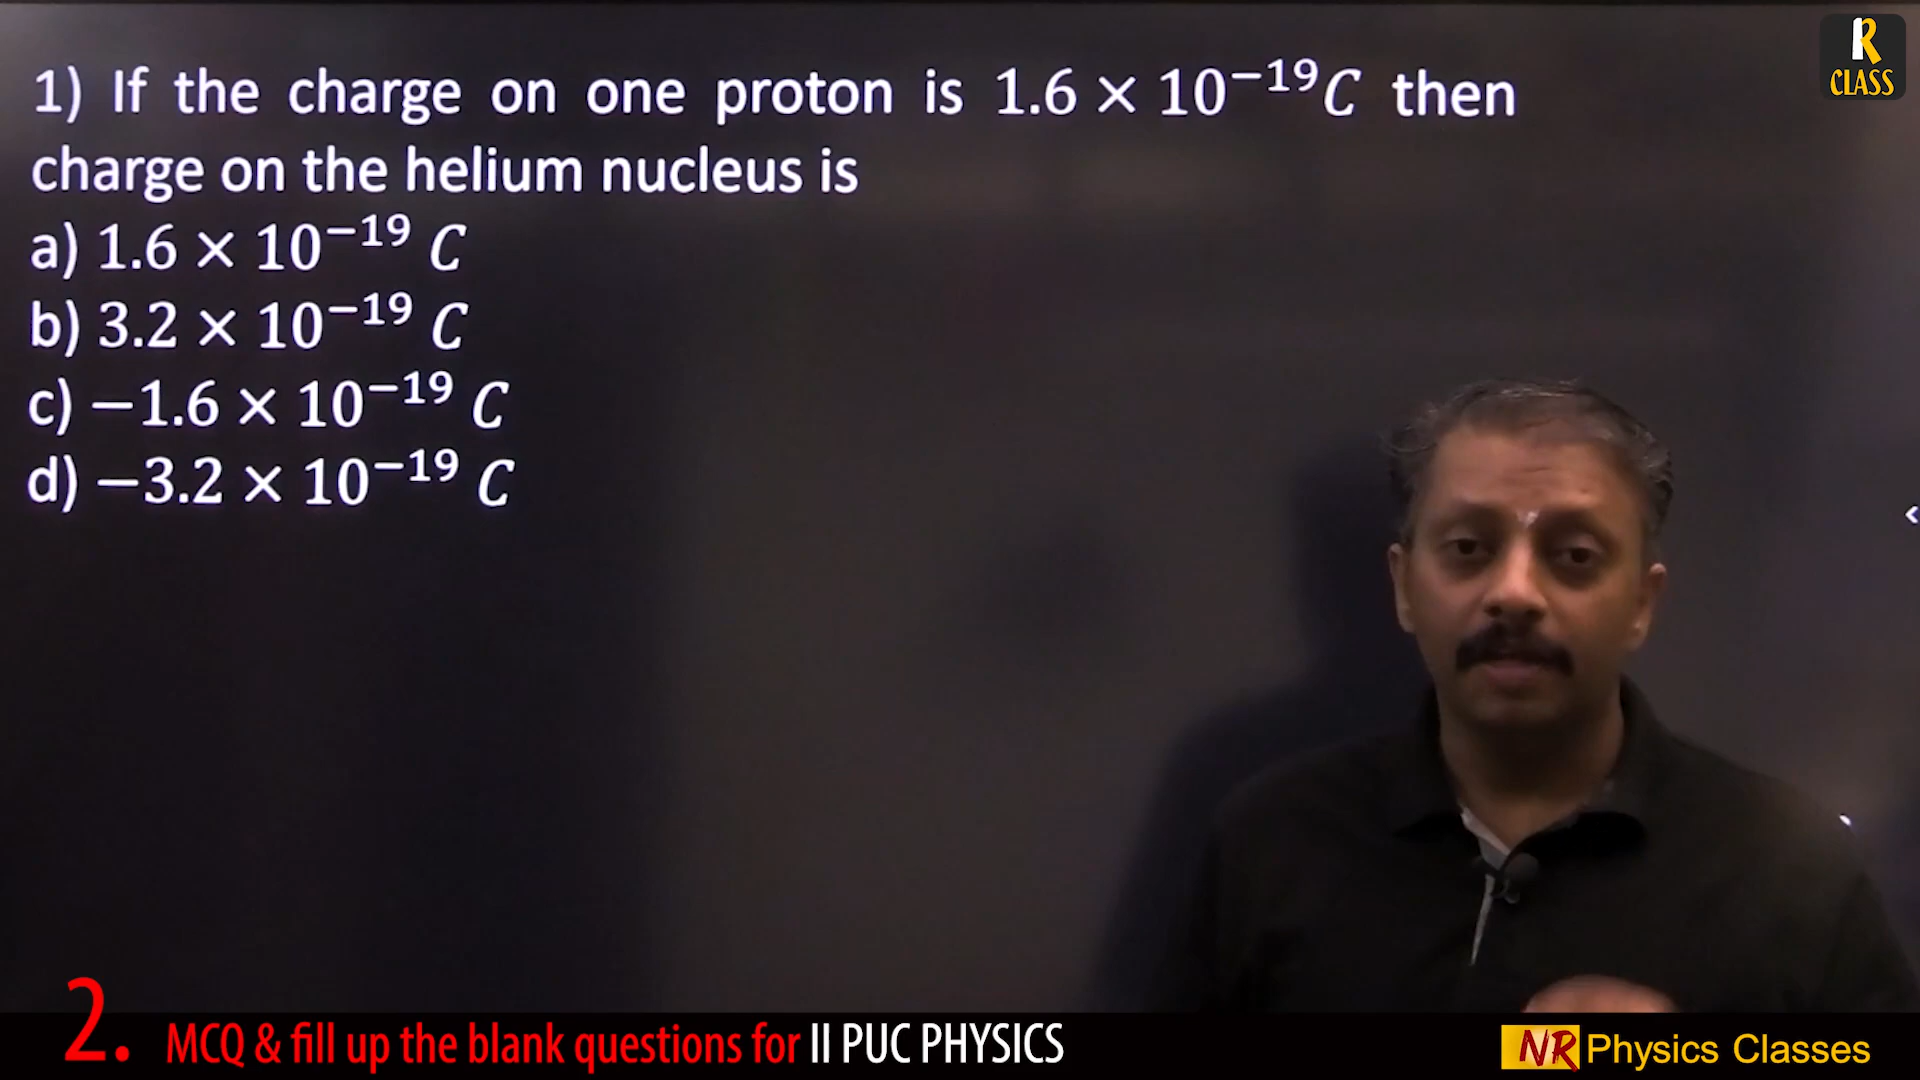 R
CLASS
1) If the charge on one proton is 1.6 × 10⁻¹⁹C then
charge on the helium nucleus is
a) 1.6 × 10⁻¹⁹ C
b) 3.2 × 10⁻¹⁹ C
c) −1.6 × 10⁻¹⁹ C
d) −3.2 × 10⁻¹⁹ C
2. MCQ & fill up the blank questions for II PUC PHYSICS
NR Physics Classes